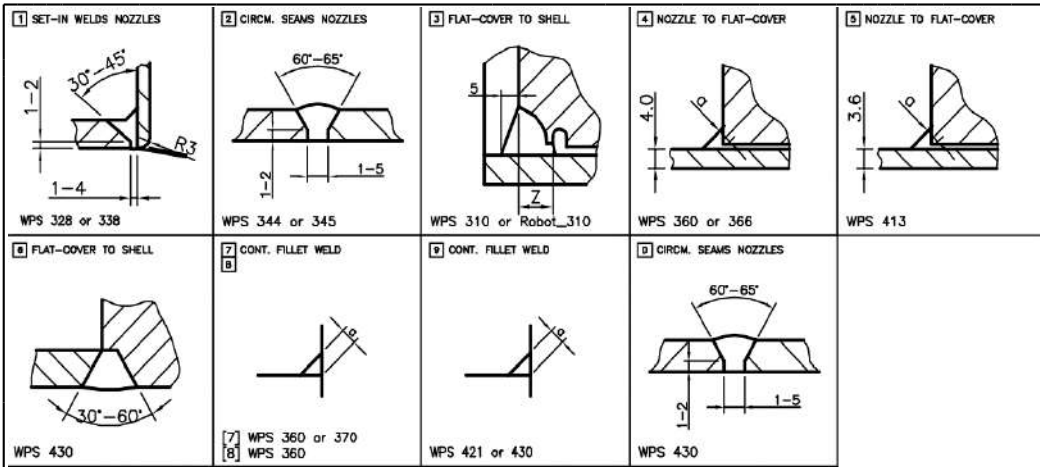 1 SET-IN WELDS NOZZLES
30°-45°
1-2
R3
1-4
WPS 328 or 338
2 CIRCM. SEAMS NOZZLES
60°-65°
1-2
1-5
WPS 344 or 345
3 FLAT-COVER TO SHELL
5
Z
WPS 310 or Robot_310
4 NOZZLE TO FLAT-COVER
4.0
a
WPS 360 or 366
5 NOZZLE TO FLAT-COVER
3.6
a
WPS 413
6 FLAT-COVER TO SHELL
30°-60°
WPS 430
7 CONT. FILLET WELD
8
a
[7] WPS 360 or 370
[8] WPS 360
9 CONT. FILLET WELD
a
WPS 421 or 430
0 CIRCM. SEAMS NOZZLES
60°-65°
1-2
1-5
WPS 430